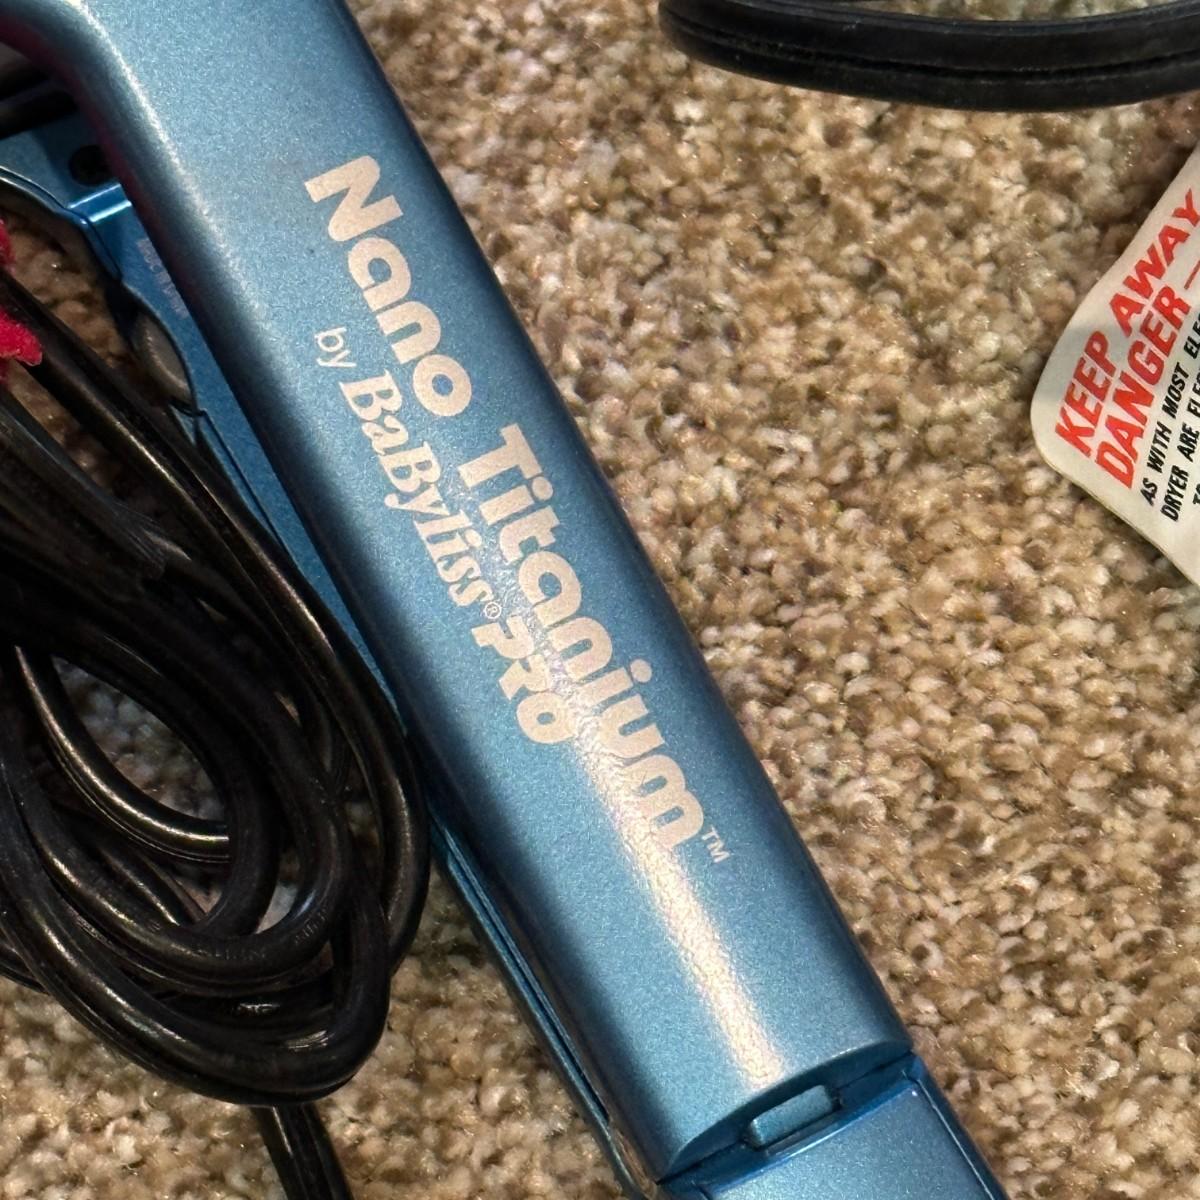 Nano Titanium™
by BaByliss® PRO
KEEP AWAY
DANGER —
AS WITH MOST
DRYER ARE